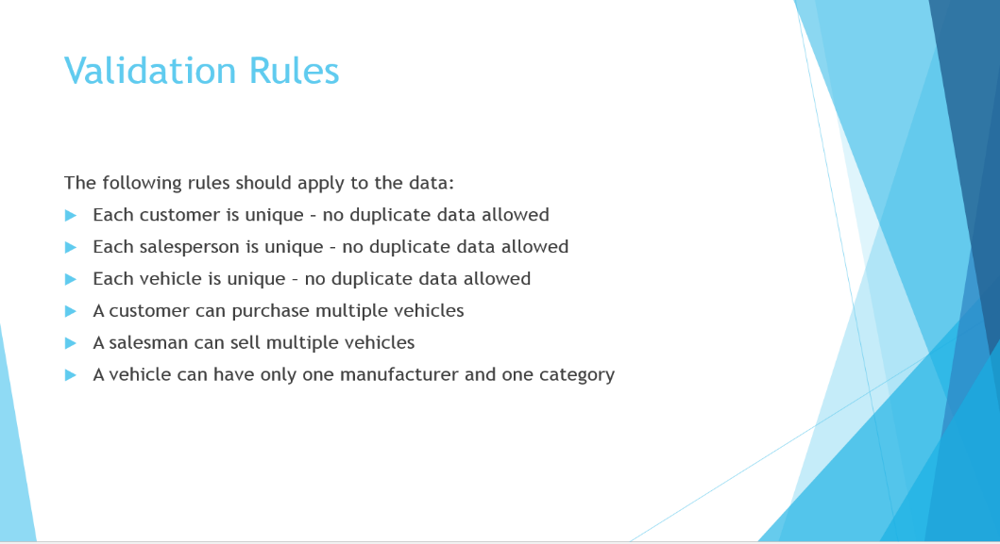 Validation Rules
The following rules should apply to the data:
Each customer is unique – no duplicate data allowed
Each salesperson is unique – no duplicate data allowed
Each vehicle is unique – no duplicate data allowed
A customer can purchase multiple vehicles
A salesman can sell multiple vehicles
A vehicle can have only one manufacturer and one category